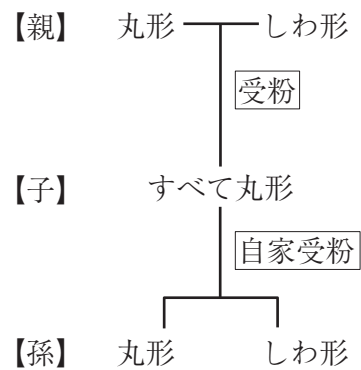 【親】 丸形 しわ形
受粉
【子】 すべて丸形
自家受粉
【孫】 丸形 しわ形